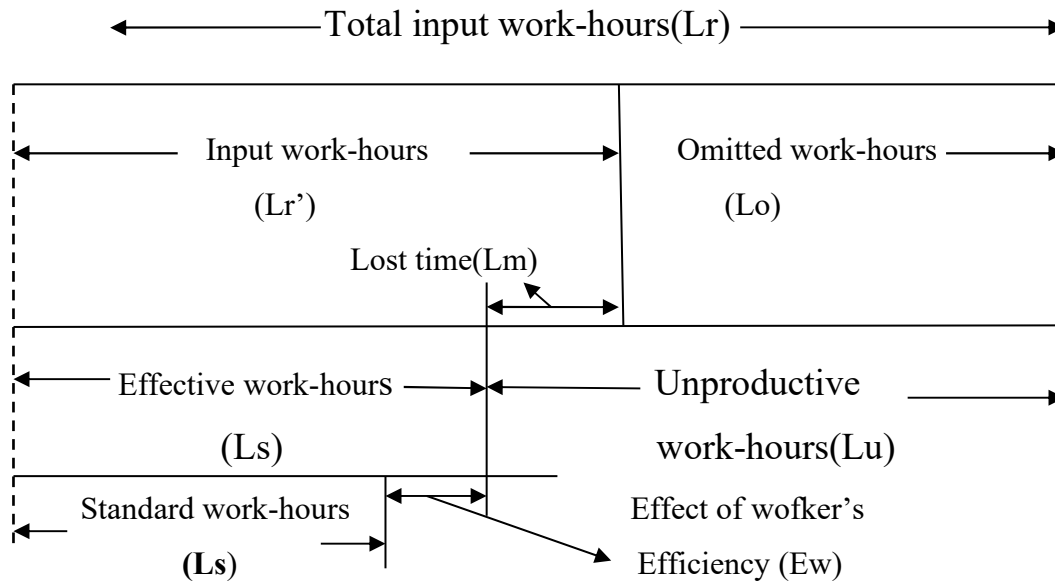 Total input work-hours(Lr)
Input work-hours
(Lr’)
Omitted work-hours
(Lo)
Lost time(Lm)
Effective work-hours
(Ls)
Unproductive
work-hours(Lu)
Standard work-hours
(Ls)
Effect of wofker’s
Efficiency (Ew)